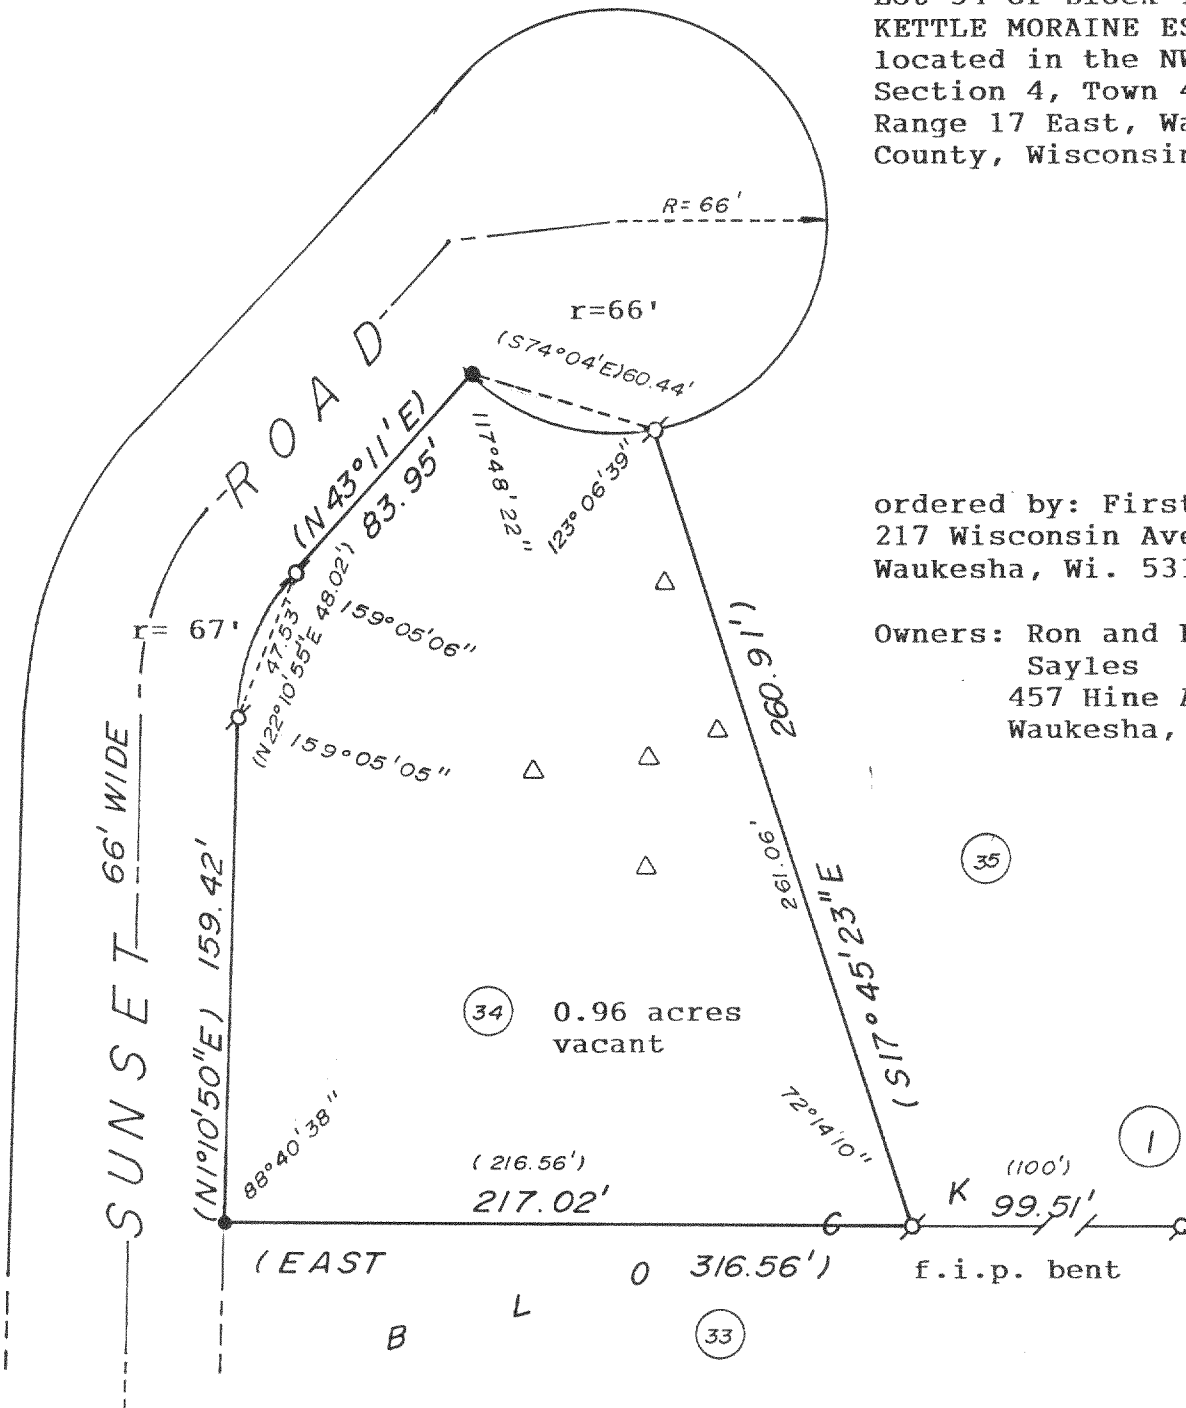 KETTLE MORAINE
located in the
Section 4, Town
Range 17 East,
County,
R= 66'
r=66'
(S74°04'E)60.44'
ROAD
(N43°11'E)
83.95'
117°48'22"
123°06'39"
ordered by: First
217 Wisconsin
Waukesha, Wi.
r= 67'
47.53
(N22°10'55"E 48.02')
159°05'06"
159°05'05"
260.91')
Owners: Ron and
Sayles
457 Hine
Waukesha,
66' WIDE
SUNSET
(N1°10'50"E) 159.42'
261.06'
(S17°45'23"E
35
34 0.96 acres
vacant
88°40'38"
72°14'10"
1
(216.56')
217.02'
(100')
99.51'
(EAST 316.56')
f.i.p. bent
B L O C K
33